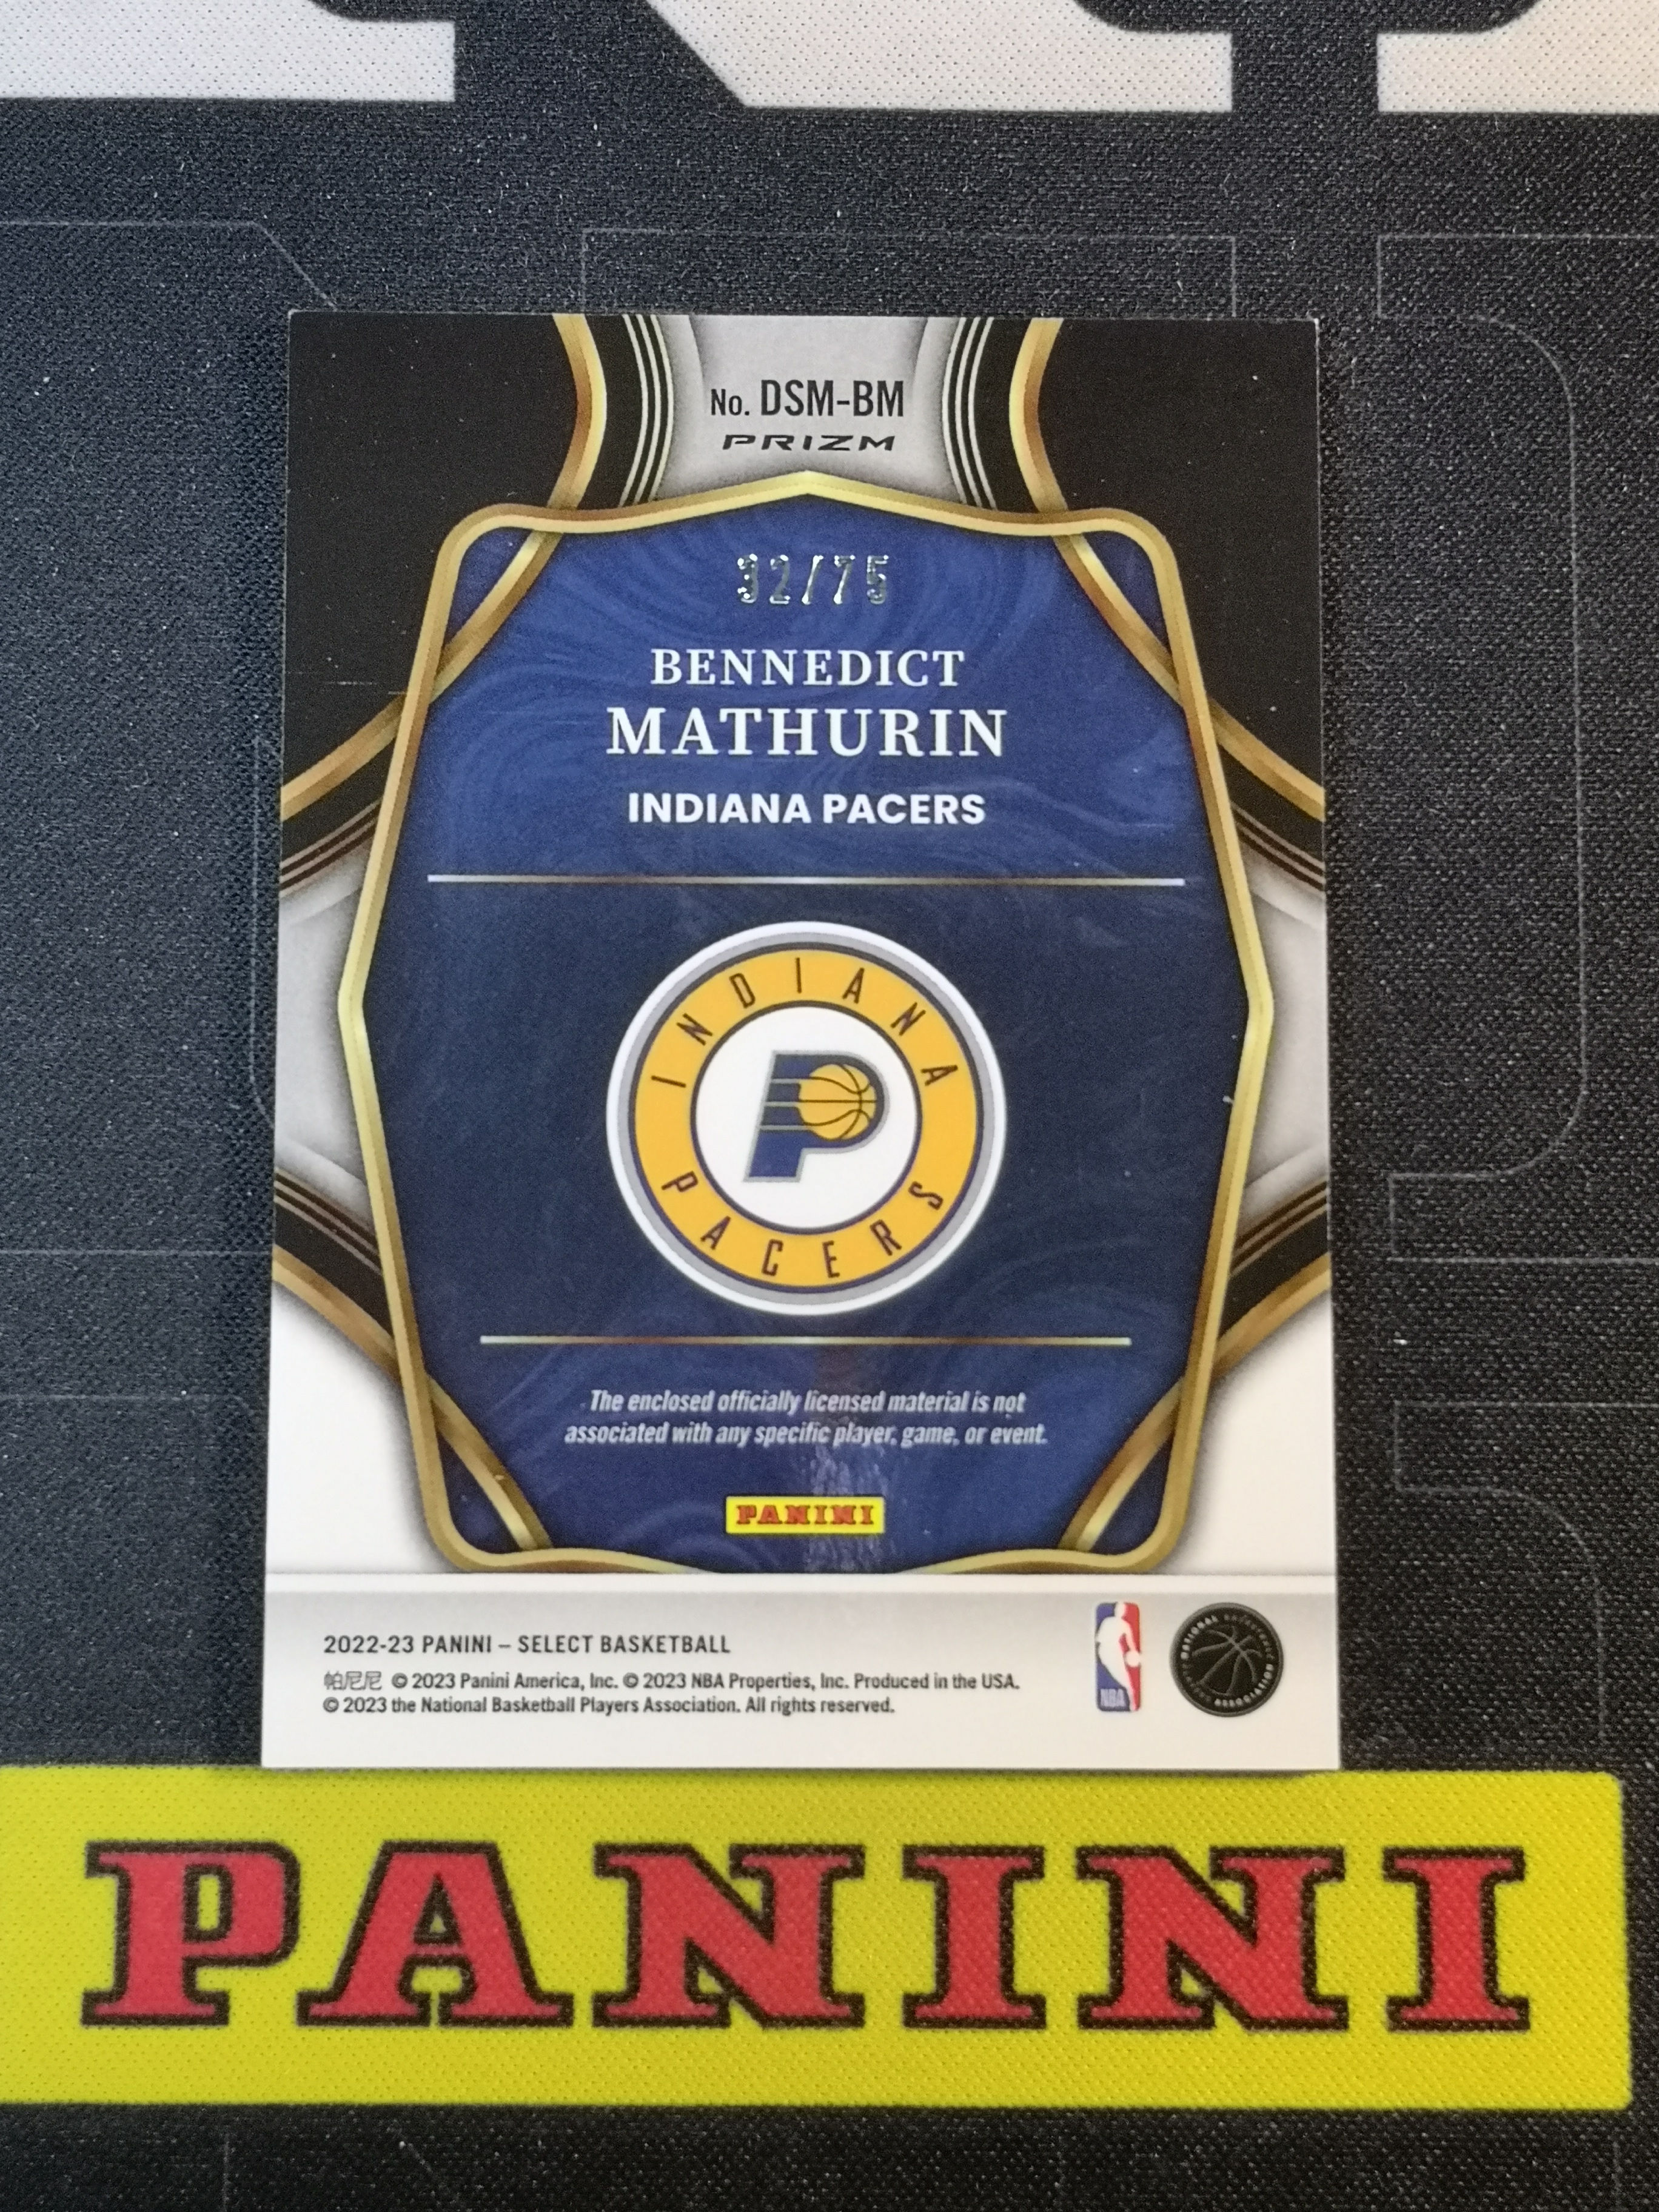 No. DSM-BM
PRIZM
32/75
BENNEDICT
MATHURIN
INDIANA PACERS
INDIANA
PACERS
The enclosed officially licensed material is not
associated with any specific player, game, or event.
PANINI
2022-23 PANINI – SELECT BASKETBALL
帕尼尼 © 2023 Panini America, Inc. © 2023 NBA Properties, Inc. Produced in the USA.
© 2023 the National Basketball Players Association. All rights reserved.
NBA
PANINI